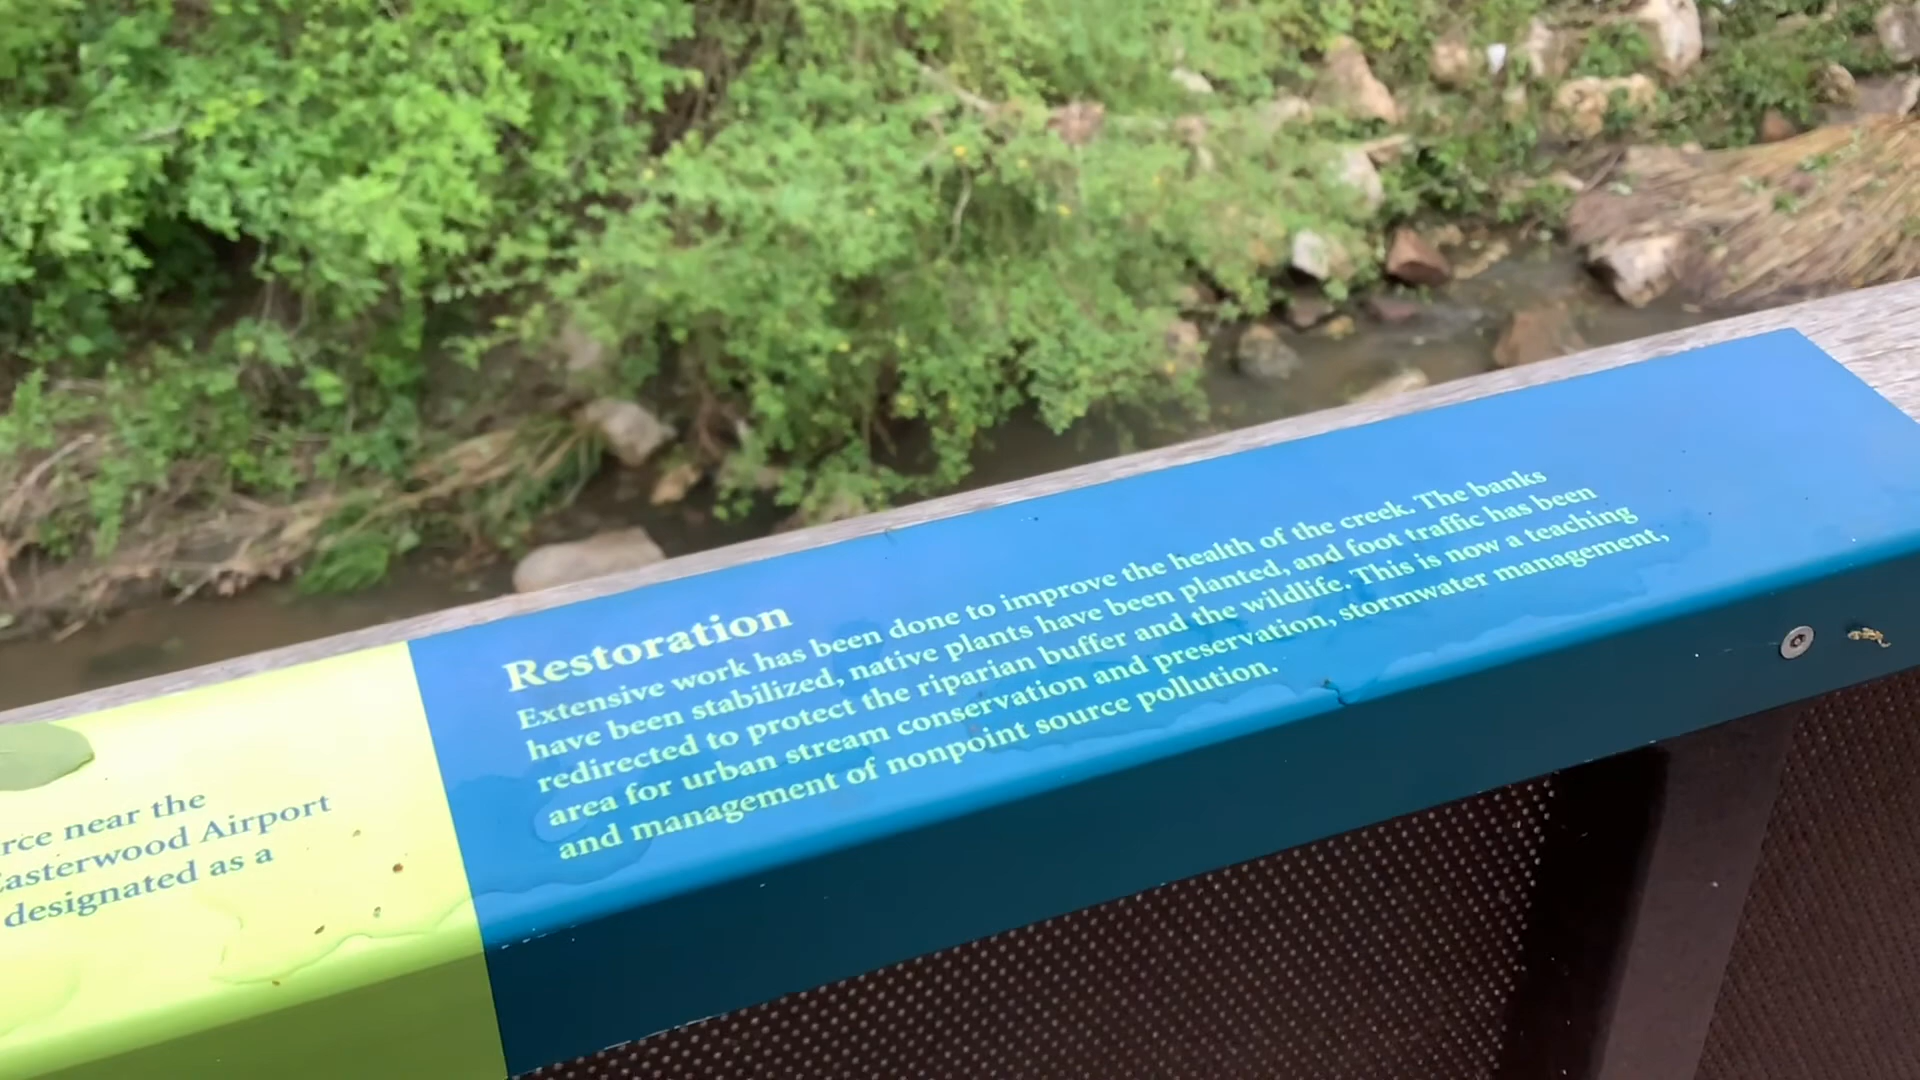 near the
Easterwood Airport
designated as a
Restoration
Extensive work has been done to improve the health of the creek. The banks
have been stabilized, native plants have been planted, and foot traffic has been
redirected to protect the riparian buffer and the wildlife. This is now a teaching
area for urban stream conservation and preservation, stormwater management,
and management of nonpoint source pollution.